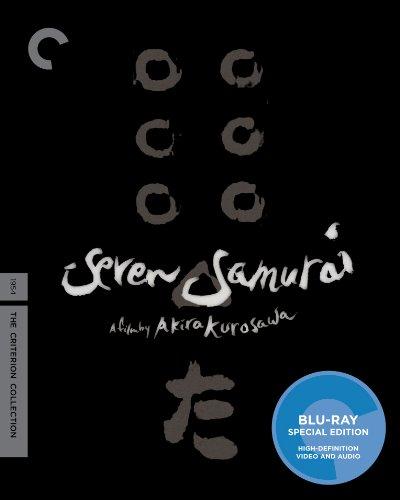 Seven Samurai
A film by Akira Kurosawa
た
1954
THE CRITERION COLLECTION
BLU-RAY
SPECIAL EDITION
HIGH-DEFINITION
VIDEO AND AUDIO